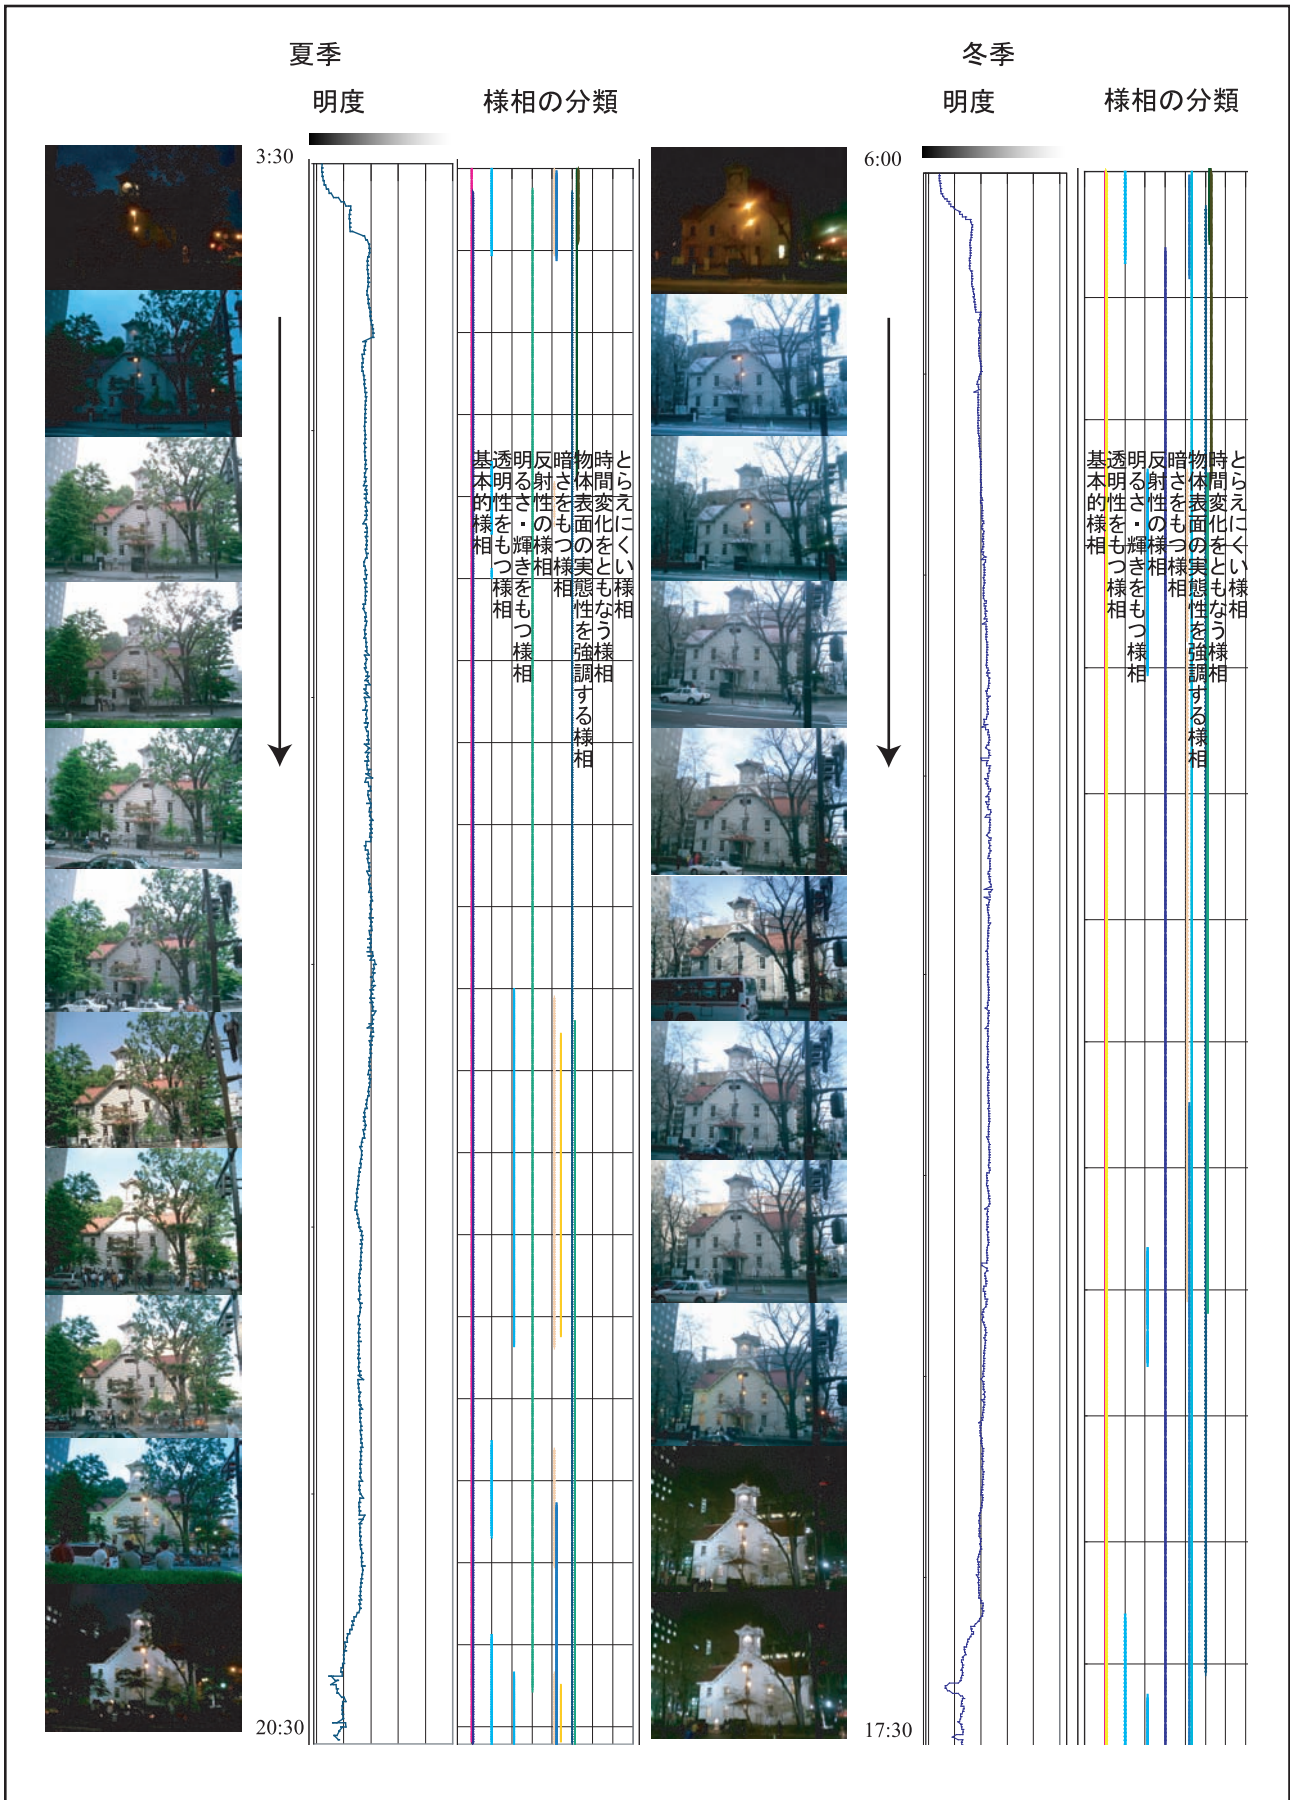 夏季
明度
様相の分類
3:30
基本的様相
透明性をもつ様相
明るさ・輝きをもつ様相
反射性の様相
暗さをもつ様相
物体表面の実態性を強調する様相
時間変化をともなう様相
とらえにくい様相
20:30
冬季
明度
様相の分類
6:00
基本的様相
透明性をもつ様相
明るさ・輝きをもつ様相
反射性の様相
暗さをもつ様相
物体表面の実態性を強調する様相
時間変化をともなう様相
とらえにくい様相
17:30